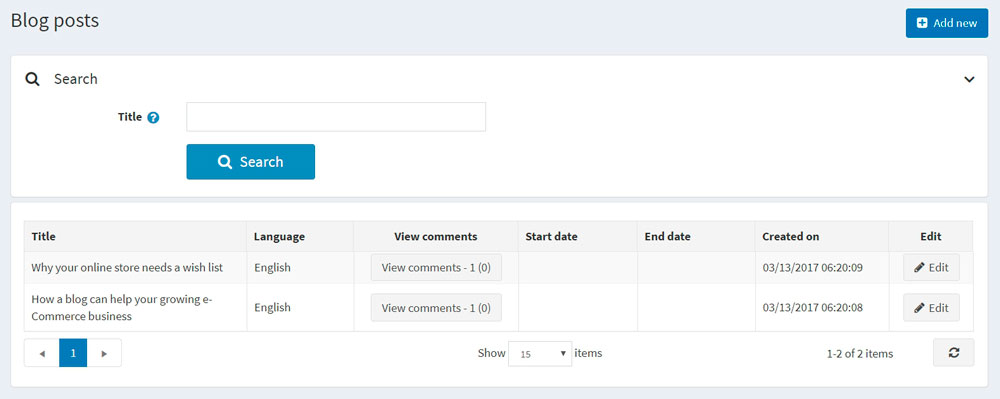 Blog posts
Add new
Search
Title ?
Search
Title Language View comments Start date End date Created on Edit
Why your online store needs a wish list English View comments - 1 (0) 03/13/2017 06:20:09 Edit
How a blog can help your growing e-
Commerce business English View comments - 1 (0) 03/13/2017 06:20:08 Edit
1 Show 15 items 1-2 of 2 items